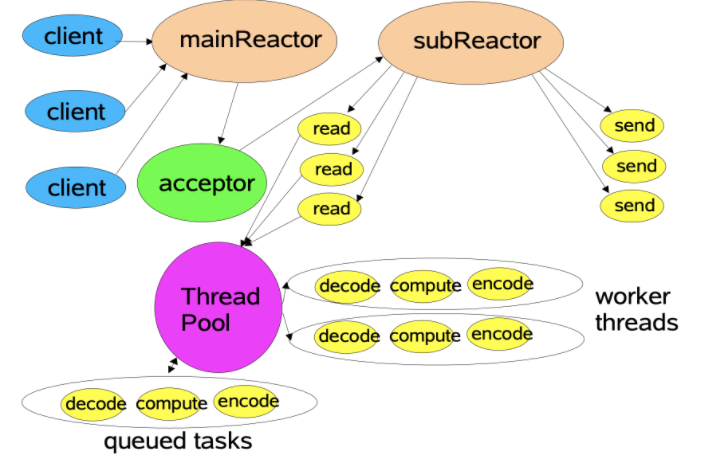 client
mainReactor
subReactor
client
client
acceptor
read
read
read
send
send
send
Thread
Pool
decode compute encode
decode compute encode
worker
threads
decode compute encode
queued tasks